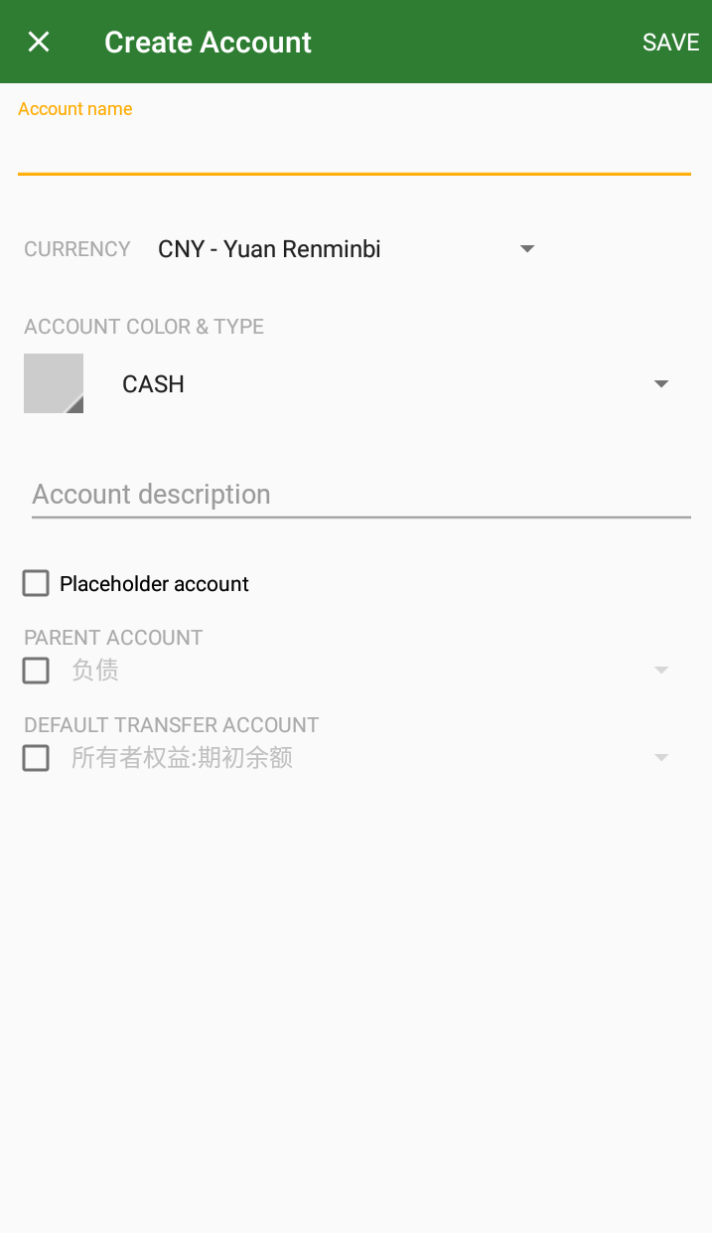 Create Account SAVE
Account name
CURRENCY CNY - Yuan Renminbi
ACCOUNT COLOR & TYPE
CASH
Account description
Placeholder account
PARENT ACCOUNT
负债
DEFAULT TRANSFER ACCOUNT
所有者权益:期初余额